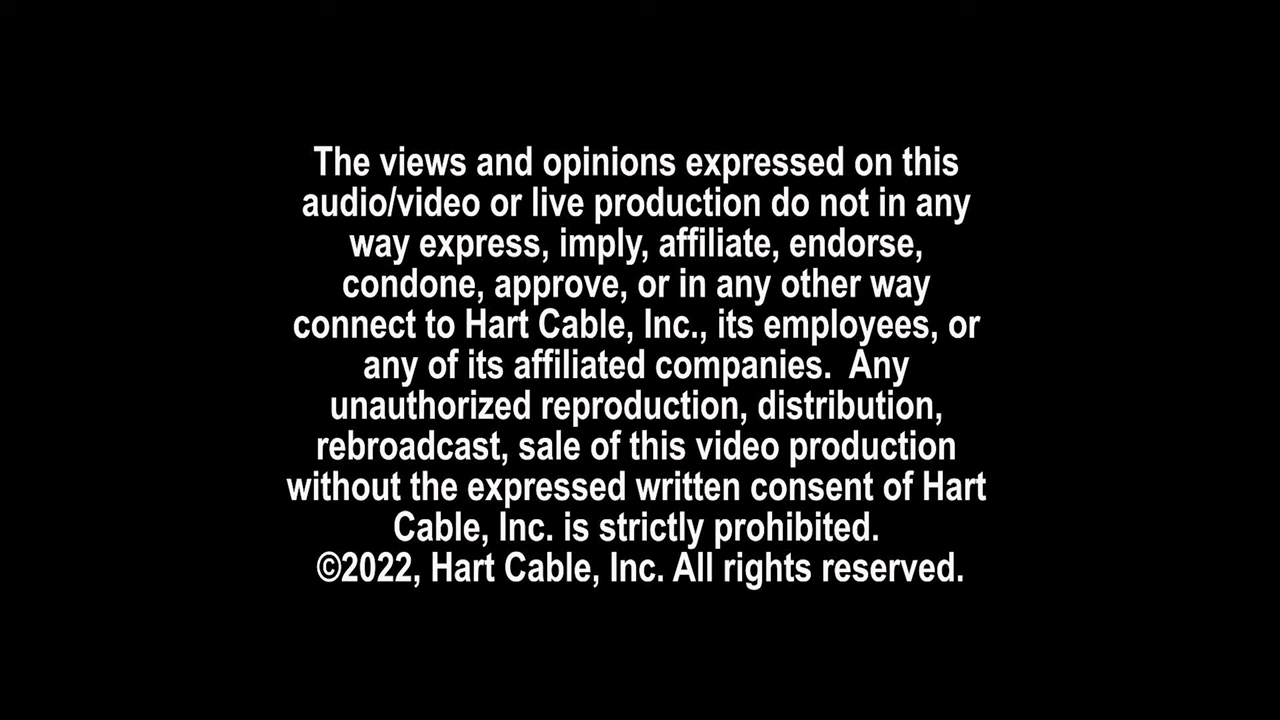 The views and opinions expressed on this
audio/video or live production do not in any
way express, imply, affiliate, endorse,
condone, approve, or in any other way
connect to Hart Cable, Inc., its employees, or
any of its affiliated companies.  Any
unauthorized reproduction, distribution,
rebroadcast, sale of this video production
without the expressed written consent of Hart
Cable, Inc. is strictly prohibited.
©2022, Hart Cable, Inc. All rights reserved.